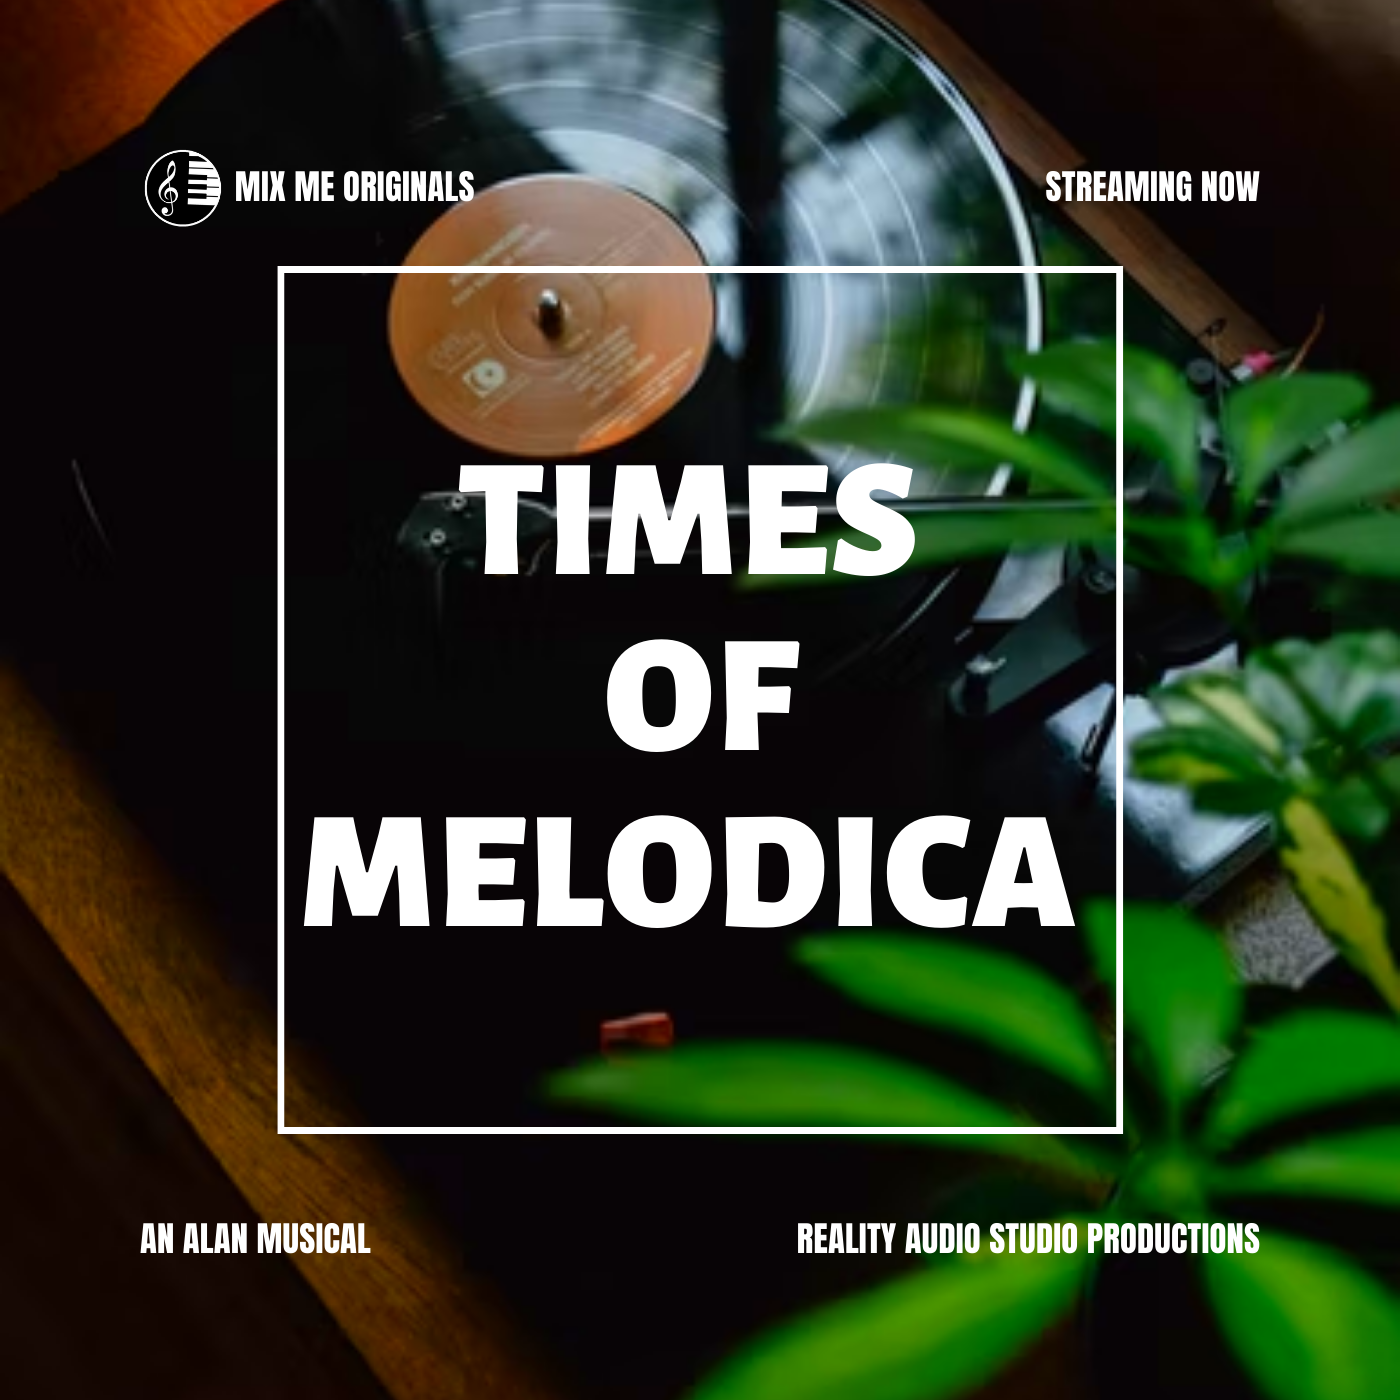 MIX ME ORIGINALS
STREAMING NOW
TIMES
OF
MELODICA
AN ALAN MUSICAL
REALITY AUDIO STUDIO PRODUCTIONS